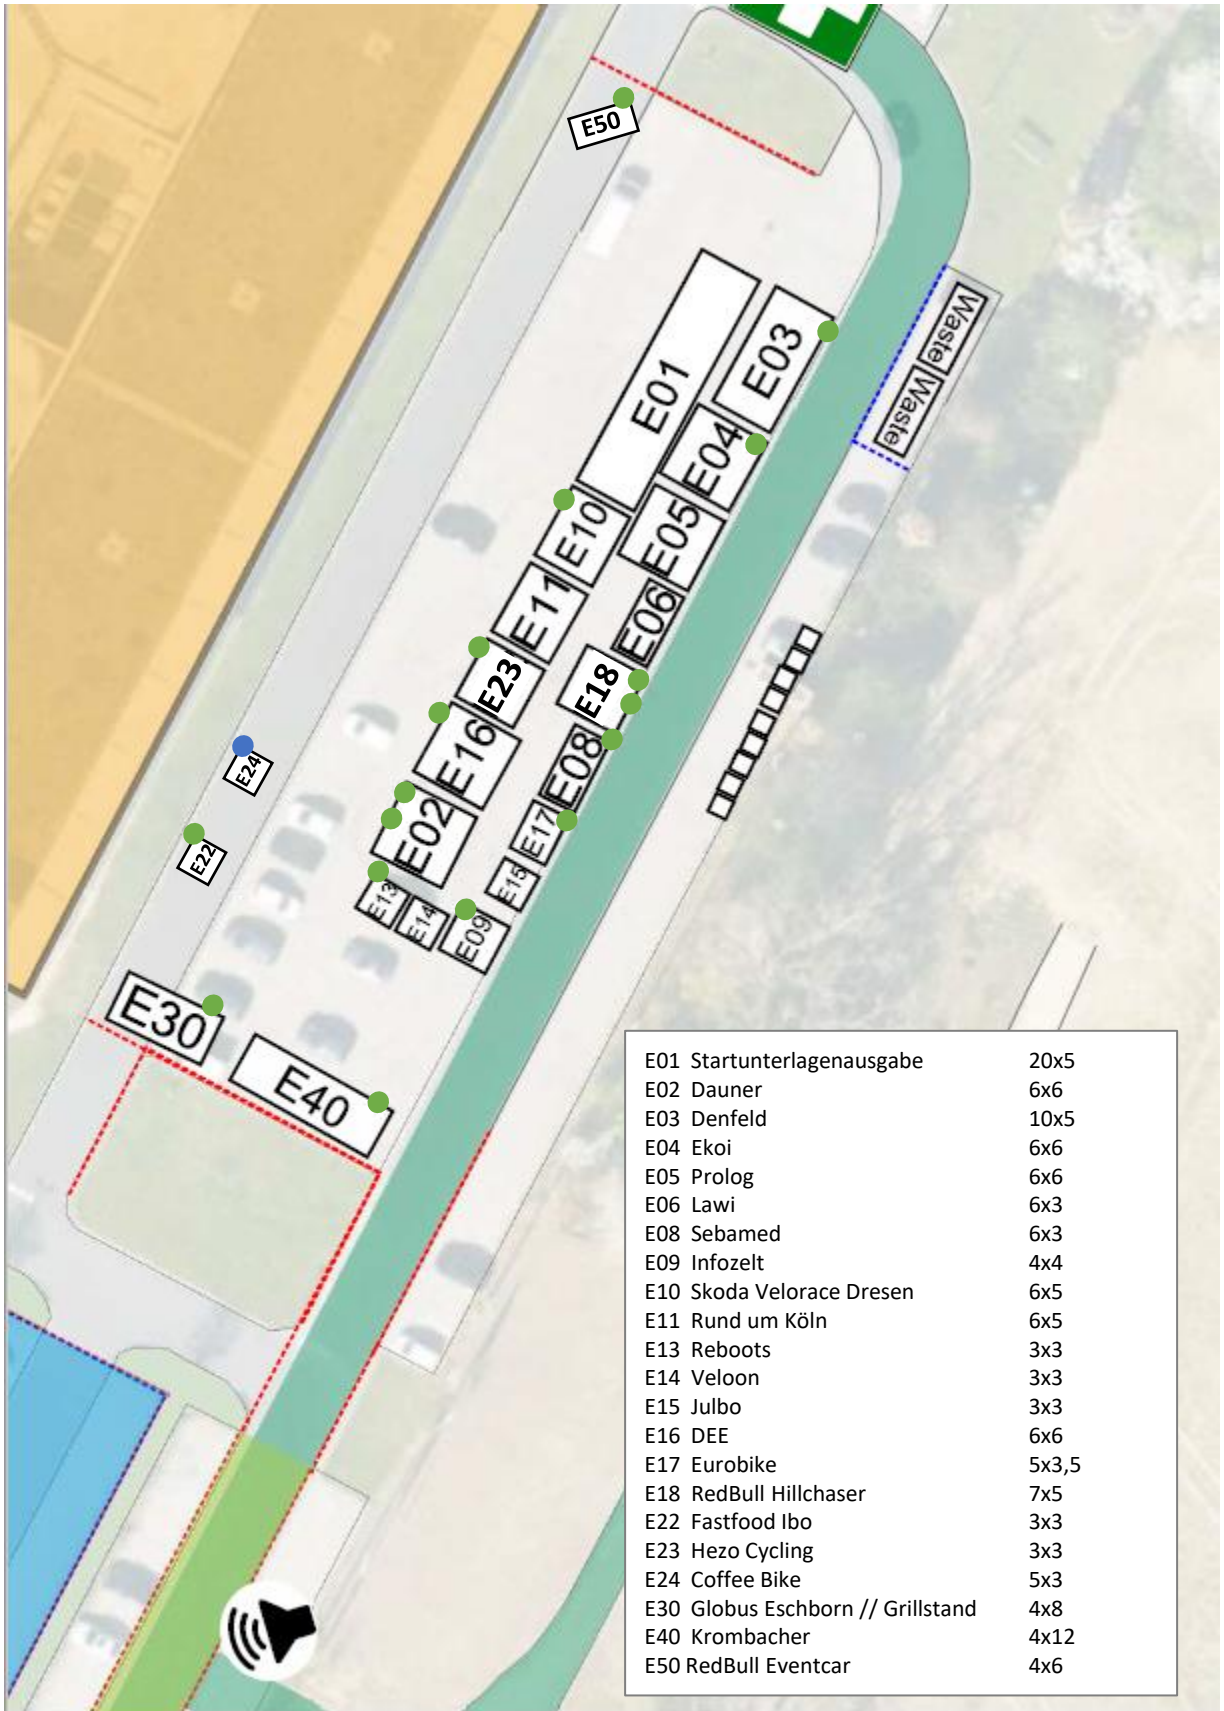 E50
E01
E03
Waste
Waste
E04
E10
E05
E11
E06
E23
E18
E16
E08
E24
E02
E17
E22
E13
E14
E15
E09
E30
E40
E01 Startunterlagenausgabe 20x5
E02 Dauner 6x6
E03 Denfeld 10x5
E04 Ekoi 6x6
E05 Prolog 6x6
E06 Lawi 6x3
E08 Sebamed 6x3
E09 Infozelt 4x4
E10 Skoda Velorace Dresen 6x5
E11 Rund um Köln 6x5
E13 Reboots 3x3
E14 Veloon 3x3
E15 Julbo 3x3
E16 DEE 6x6
E17 Eurobike 5x3,5
E18 RedBull Hillchaser 7x5
E22 Fastfood Ibo 3x3
E23 Hezo Cycling 3x3
E24 Coffee Bike 5x3
E30 Globus Eschborn // Grillstand 4x8
E40 Krombacher 4x12
E50 RedBull Eventcar 4x6